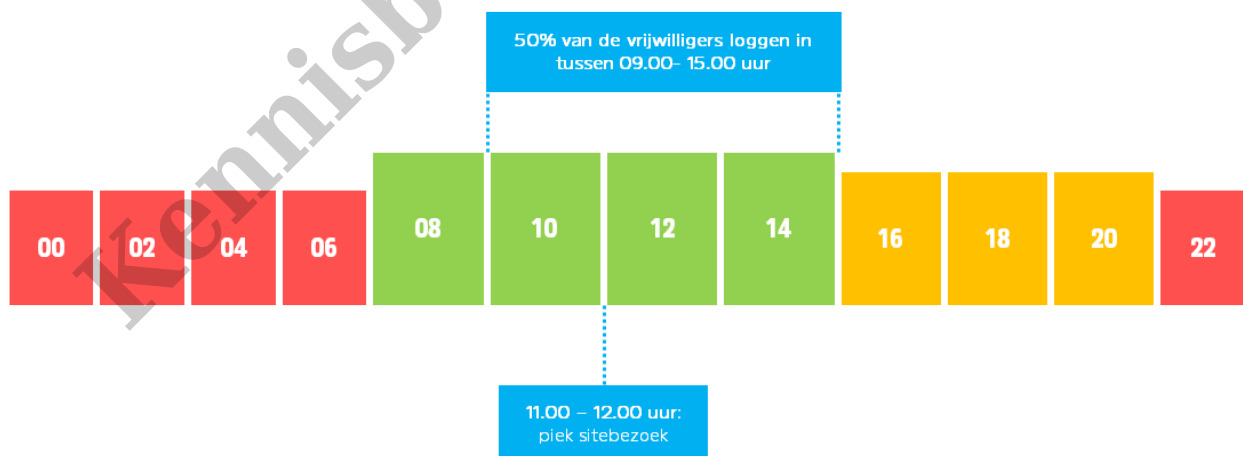 50% van de vrijwilligers loggen in
tussen 09.00- 15.00 uur
00 02 04 06 08 10 12 14 16 18 20 22
11.00 – 12.00 uur:
piek sitebezoek
Kennisb